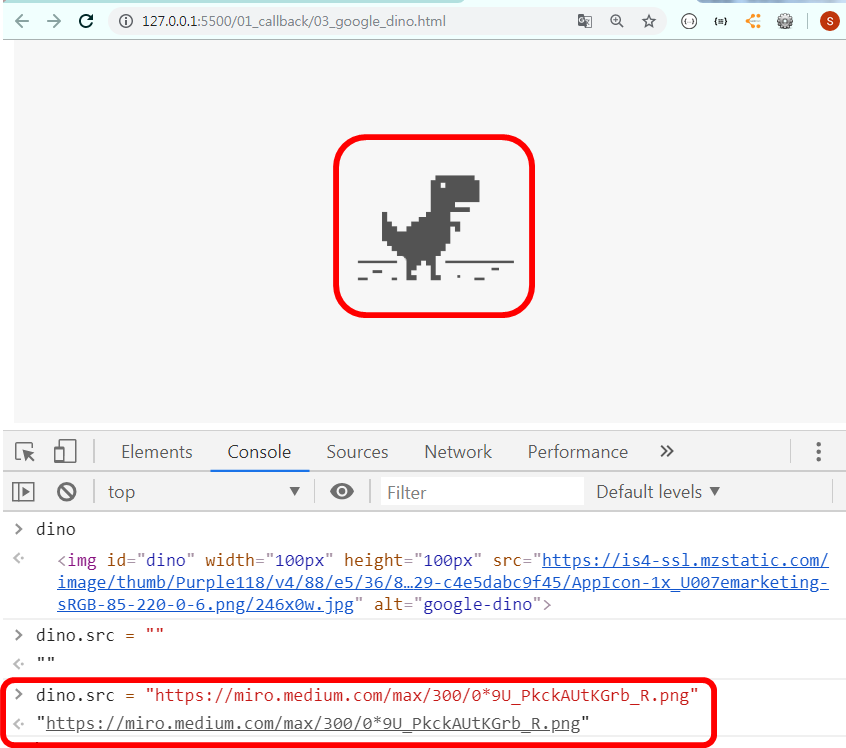 127.0.0.1:5500/01_callback/03_google_dino.html
S
Elements Console Sources Network Performance »
top ▼ Filter Default levels ▼
> dino
<img id="dino" width="100px" height="100px" src="https://is4-ssl.mzstatic.com/
image/thumb/Purple118/v4/88/e5/36/8…29-c4e5dabc9f45/AppIcon-1x_U007emarketing-
sRGB-85-220-0-6.png/246x0w.jpg" alt="google-dino">
> dino.src = ""
""
> dino.src = "https://miro.medium.com/max/300/0*9U_PkckAUtKGrb_R.png"
"https://miro.medium.com/max/300/0*9U_PkckAUtKGrb_R.png"